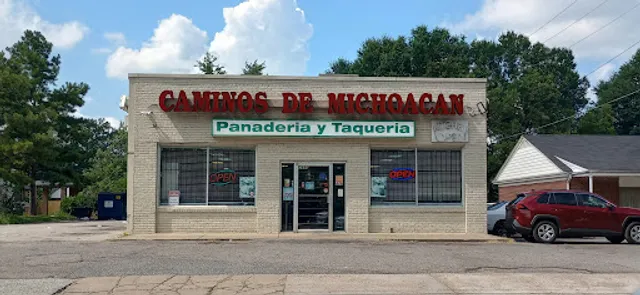 CAMINOS DE MICHOACAN
Panaderia y Taqueria
OPEN
OPEN